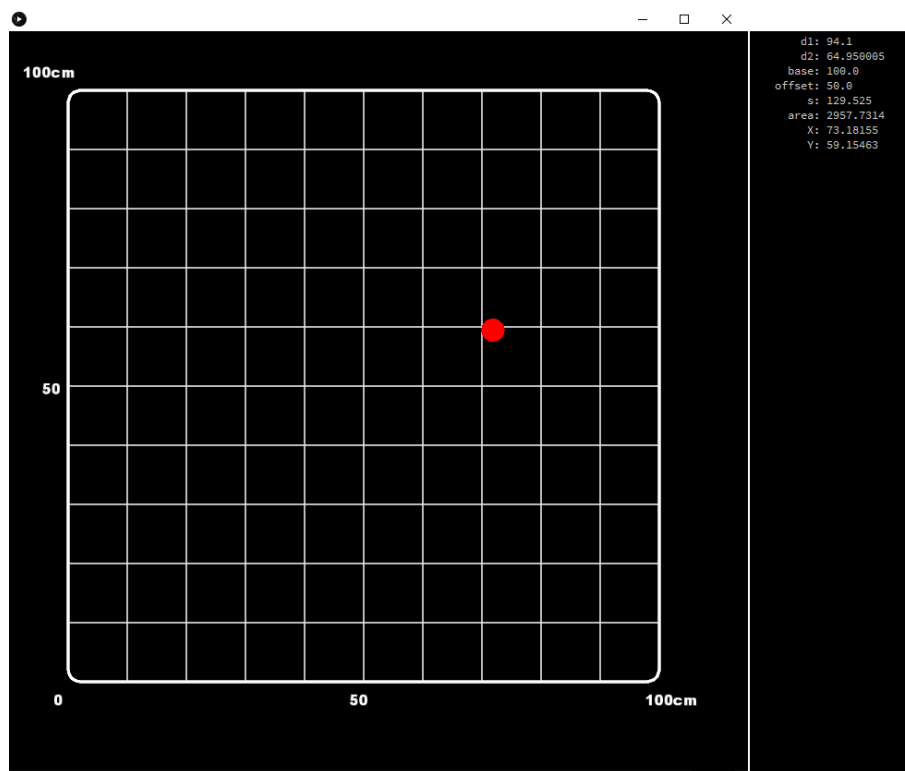 d1: 94.1
d2: 64.950005
base: 100.0
offset: 50.0
s: 129.525
area: 2957.7314
X: 73.18155
Y: 59.15463
100cm
50
0 50 100cm